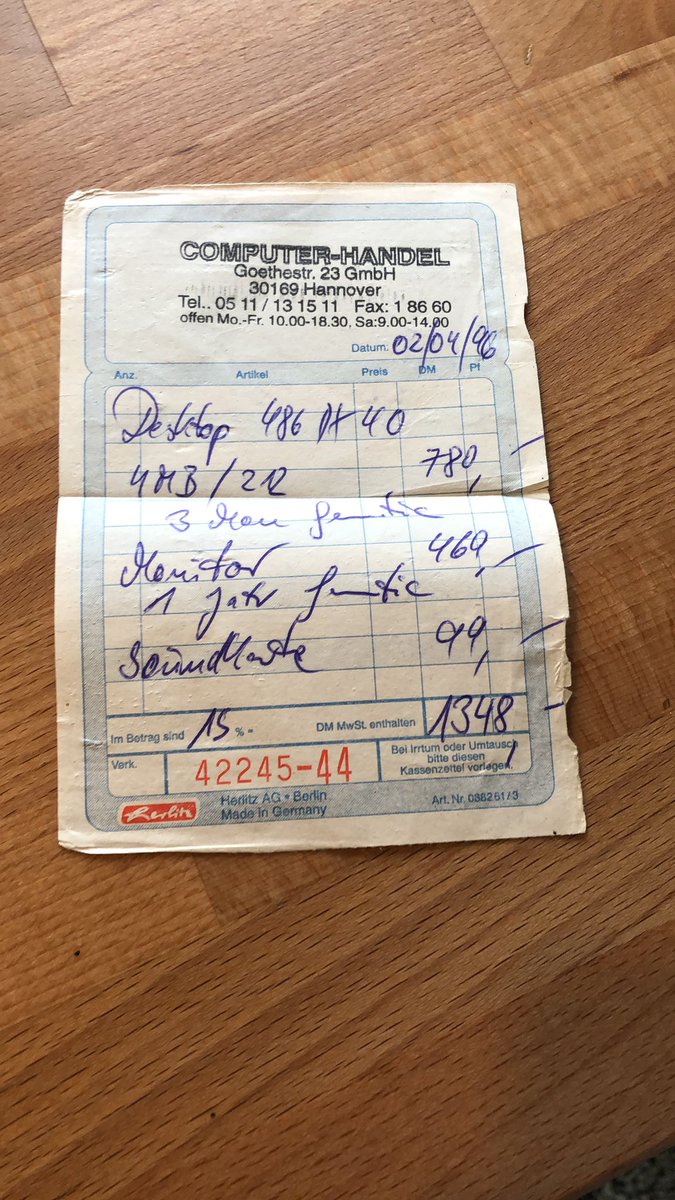 COMPUTER-HANDEL
Goethestr. 23 GmbH
30169 Hannover
Tel.. 05 11 / 13 15 11 Fax: 1 86 60
offen Mo.-Fr. 10.00-18.30, Sa:9.00-14.00
Datum: 02/04/96
Anz. Artikel Preis DM Pf
Desktop 486 DX 40
4MB / 212 780,-
3 Mon Garantie
Monitor 469,-
1 Jahr Garantie
Soundkarte 99,-
Im Betrag sind 15 %= DM MwSt. enthalten 1348,-
Verk. 42245-44 Bei Irrtum oder Umtausch
bitte diesen
Kassenzettel vorlegen.
Herlitz Herlitz AG • Berlin
Made in Germany Art. Nr. 088261/3